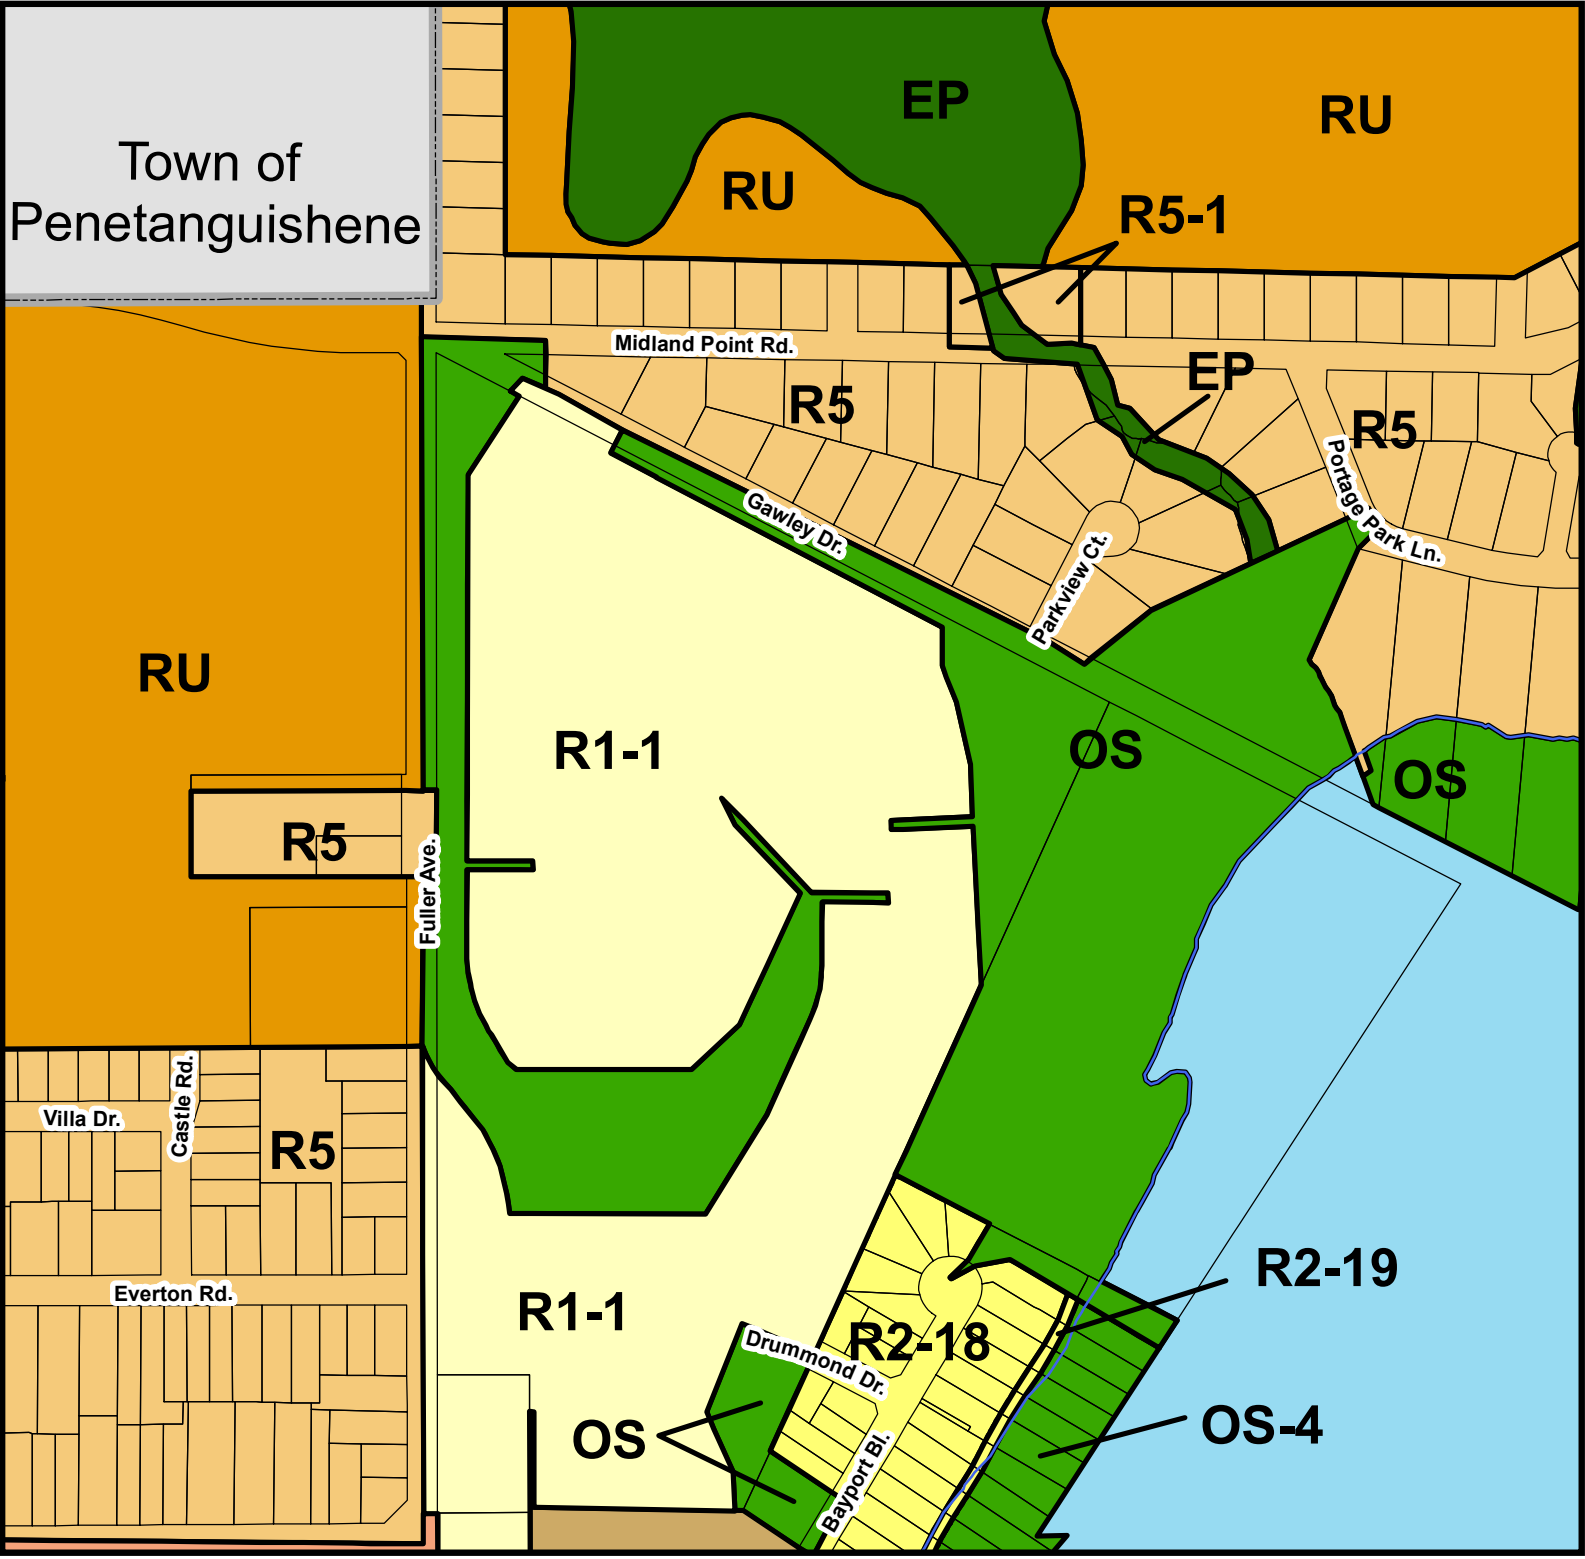 EP
RU
Town of
Penetanguishene
RU
R5-1
Midland Point Rd.
EP
R5
R5
Portage Park Ln.
Gawley Dr.
Parkview Ct.
RU
R1-1
OS
OS
R5
Fuller Ave.
Castle Rd.
Villa Dr.
R5
R2-19
Everton Rd.
R1-1
R2-18
Drummond Dr.
OS-4
OS
Bayport Bl.